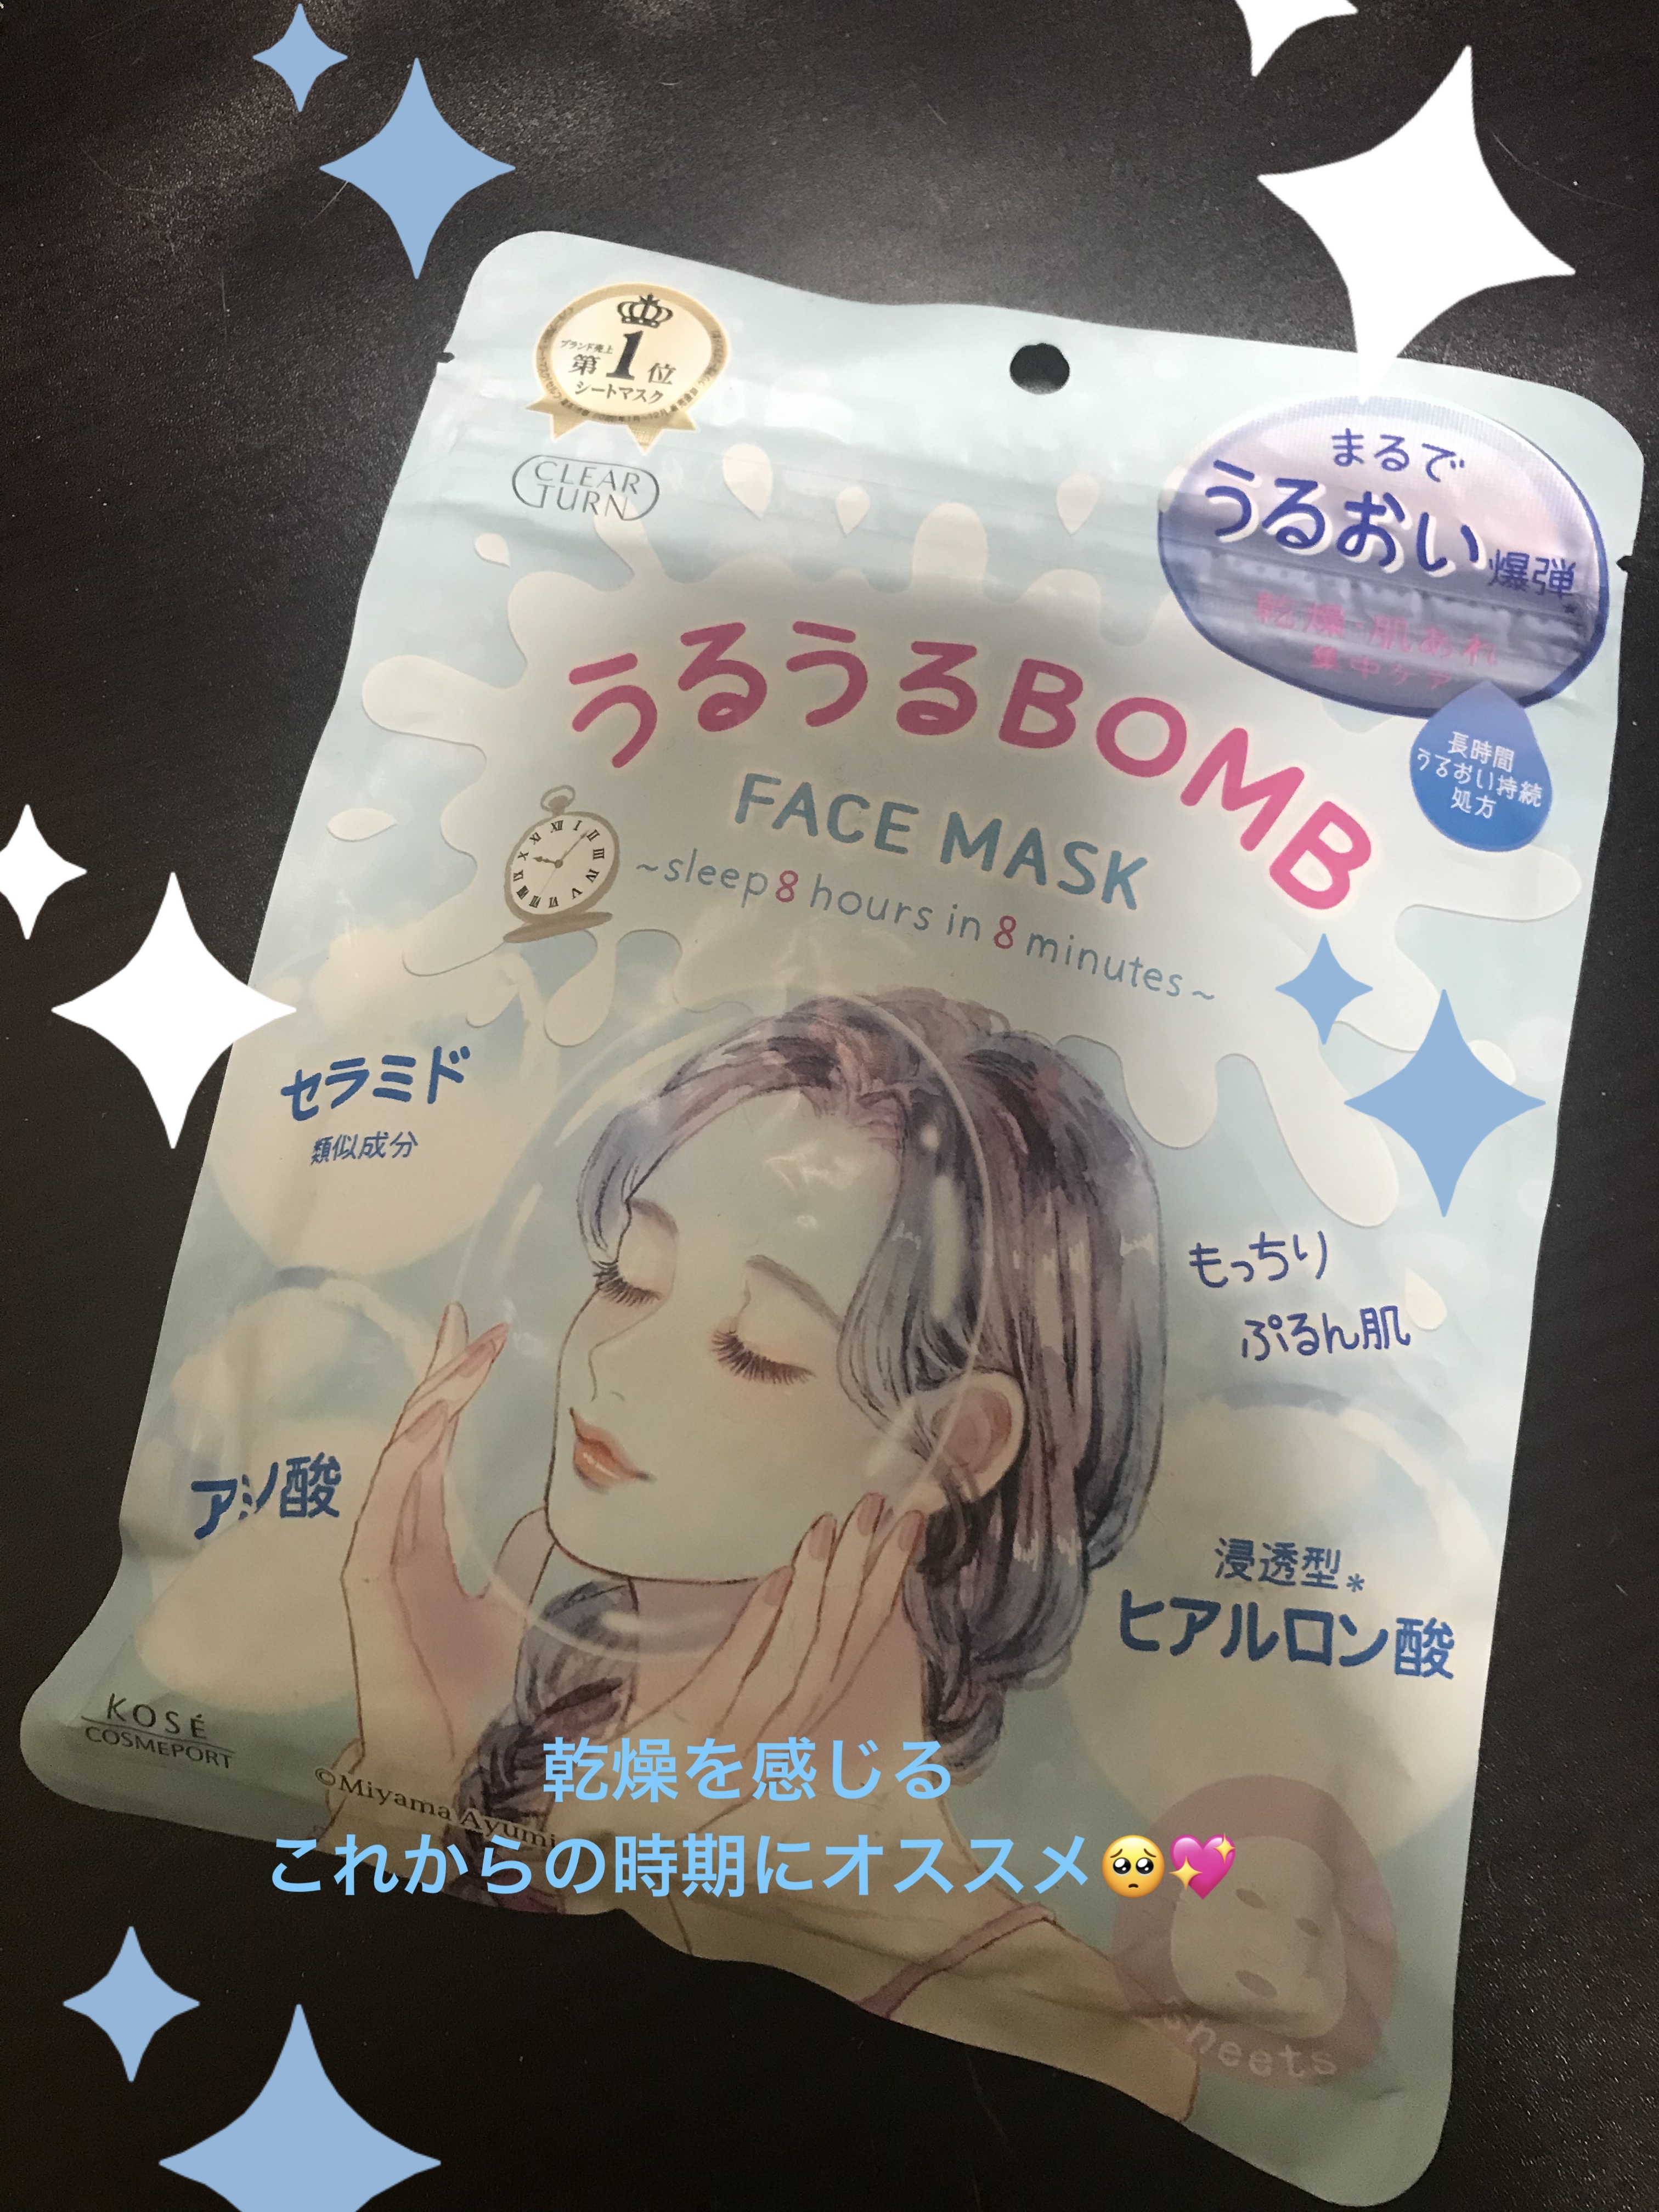 ブランド売上
第1位
シートマスク
CLEAR
TURN
まるで
うるおい爆弾*
乾燥・肌あれ
集中ケア
長時間
うるおい持続
処方
うるうるBOMB
FACE MASK
~sleep 8 hours in 8 minutes~
セラミド
類似成分
もっちり
ぷるん肌
アミノ酸
浸透型*
ヒアルロン酸
KOSÉ
COSMEPORT
©Miyama Ayumi
乾燥を感じる
これからの時期にオススメ🥺💖
sheets